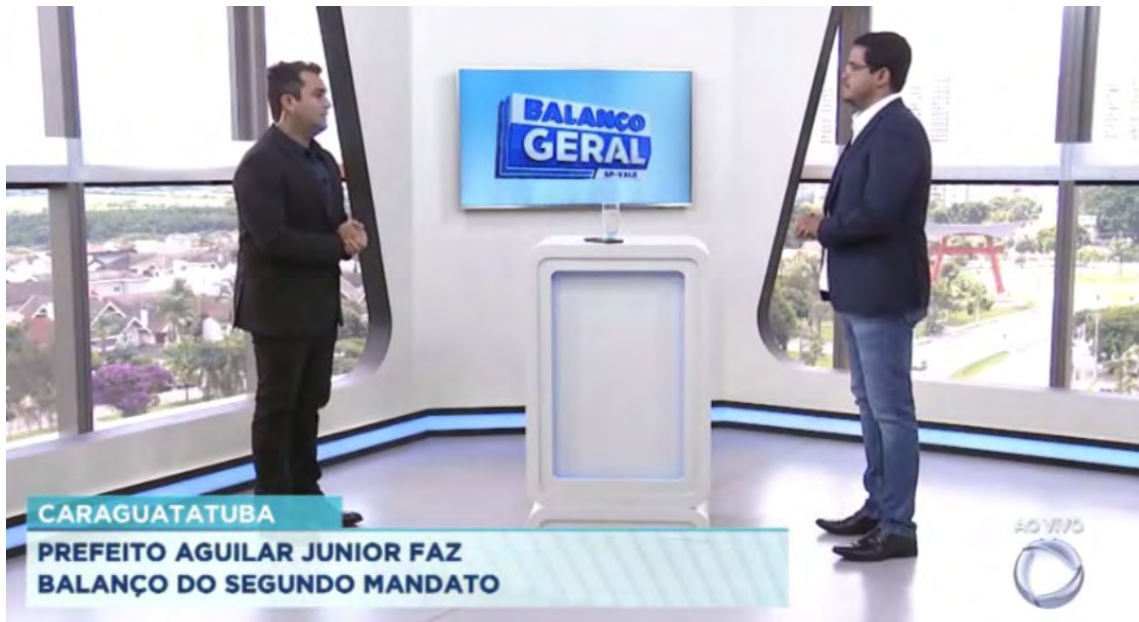 BALANÇO
GERAL
SP-VALE
CARAGUATATUBA
PREFEITO AGUILAR JUNIOR FAZ
BALANÇO DO SEGUNDO MANDATO
AO VIVO